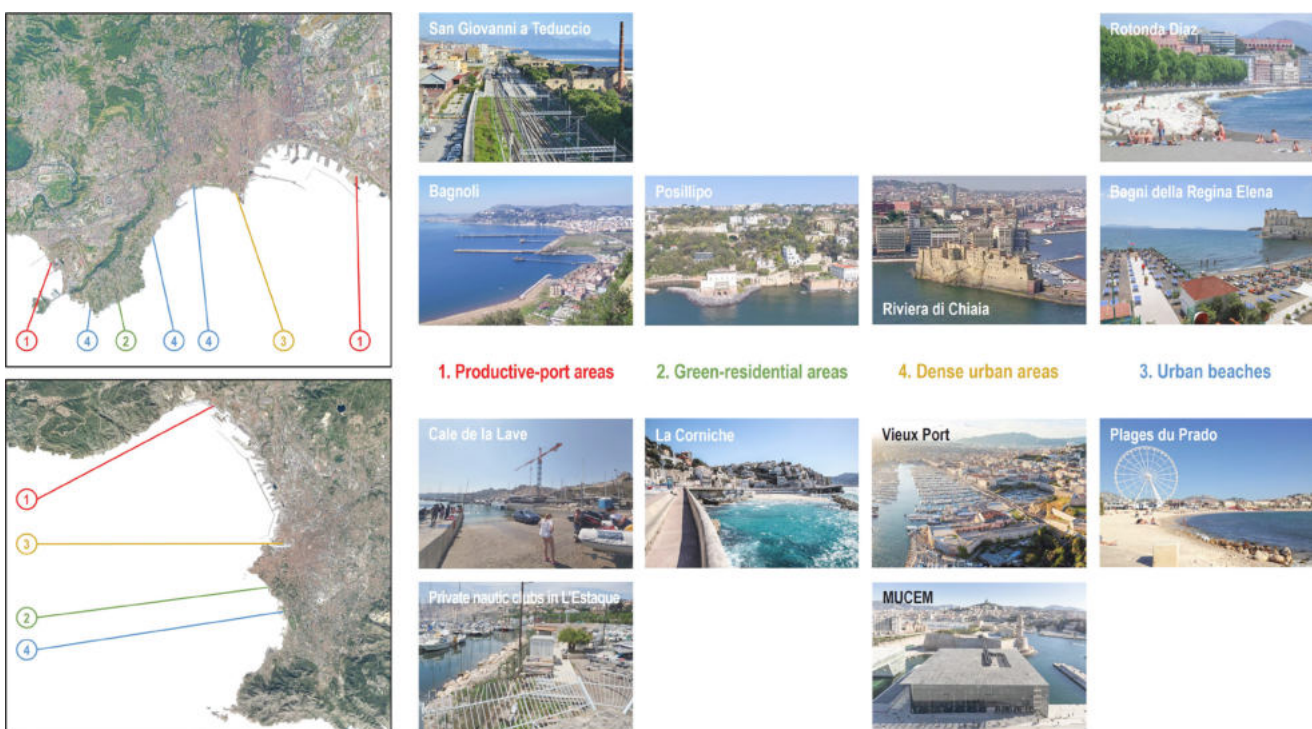 San Giovanni a Teduccio
Rotonda Diaz
Bagnoli
Posillipo
Riviera di Chiaia
Bagni della Regina Elena
1
4
2
4
4
3
1
1. Productive-port areas
2. Green-residential areas
4. Dense urban areas
3. Urban beaches
Cale de la Lave
La Corniche
Vieux Port
Plages du Prado
1
3
2
4
Private nautic clubs in L'Estaque
MUCEM